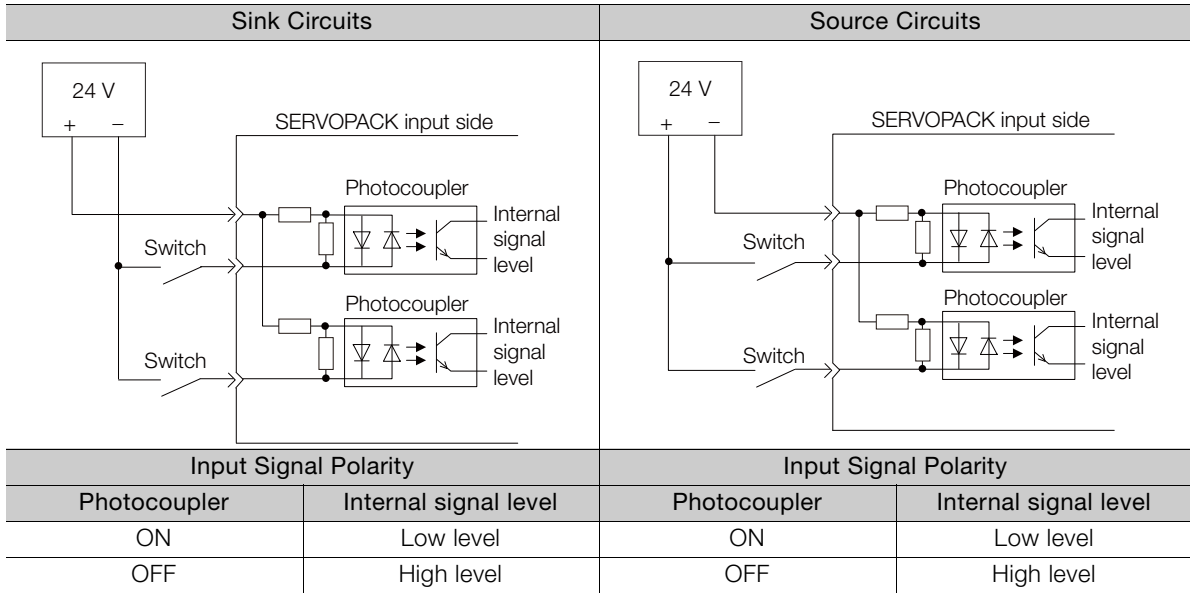 Sink Circuits
Source Circuits
24 V
+ −
SERVOPACK input side
Photocoupler
Internal
signal
level
Switch
Photocoupler
Internal
signal
level
Switch
24 V
+ −
SERVOPACK input side
Photocoupler
Internal
signal
level
Switch
Photocoupler
Internal
signal
level
Switch
Input Signal Polarity
Input Signal Polarity
Photocoupler Internal signal level Photocoupler Internal signal level
ON Low level ON Low level
OFF High level OFF High level